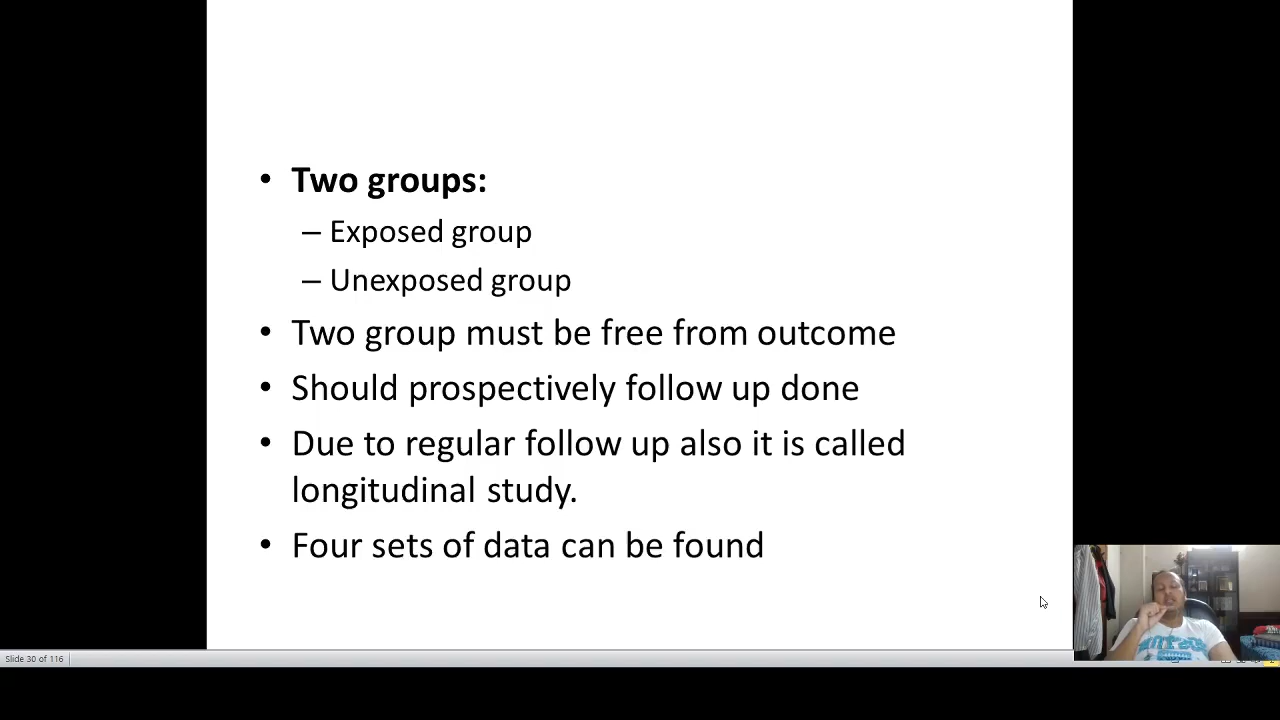 • Two groups:
– Exposed group
– Unexposed group
• Two group must be free from outcome
• Should prospectively follow up done
• Due to regular follow up also it is called
longitudinal study.
• Four sets of data can be found
Slide 30 of 116